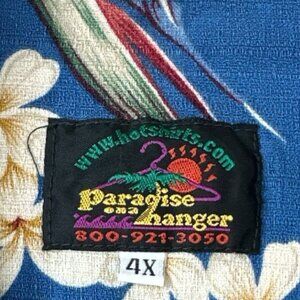 www.hotshirts.com
Paradise
on a
hanger
800-921-3050
4X